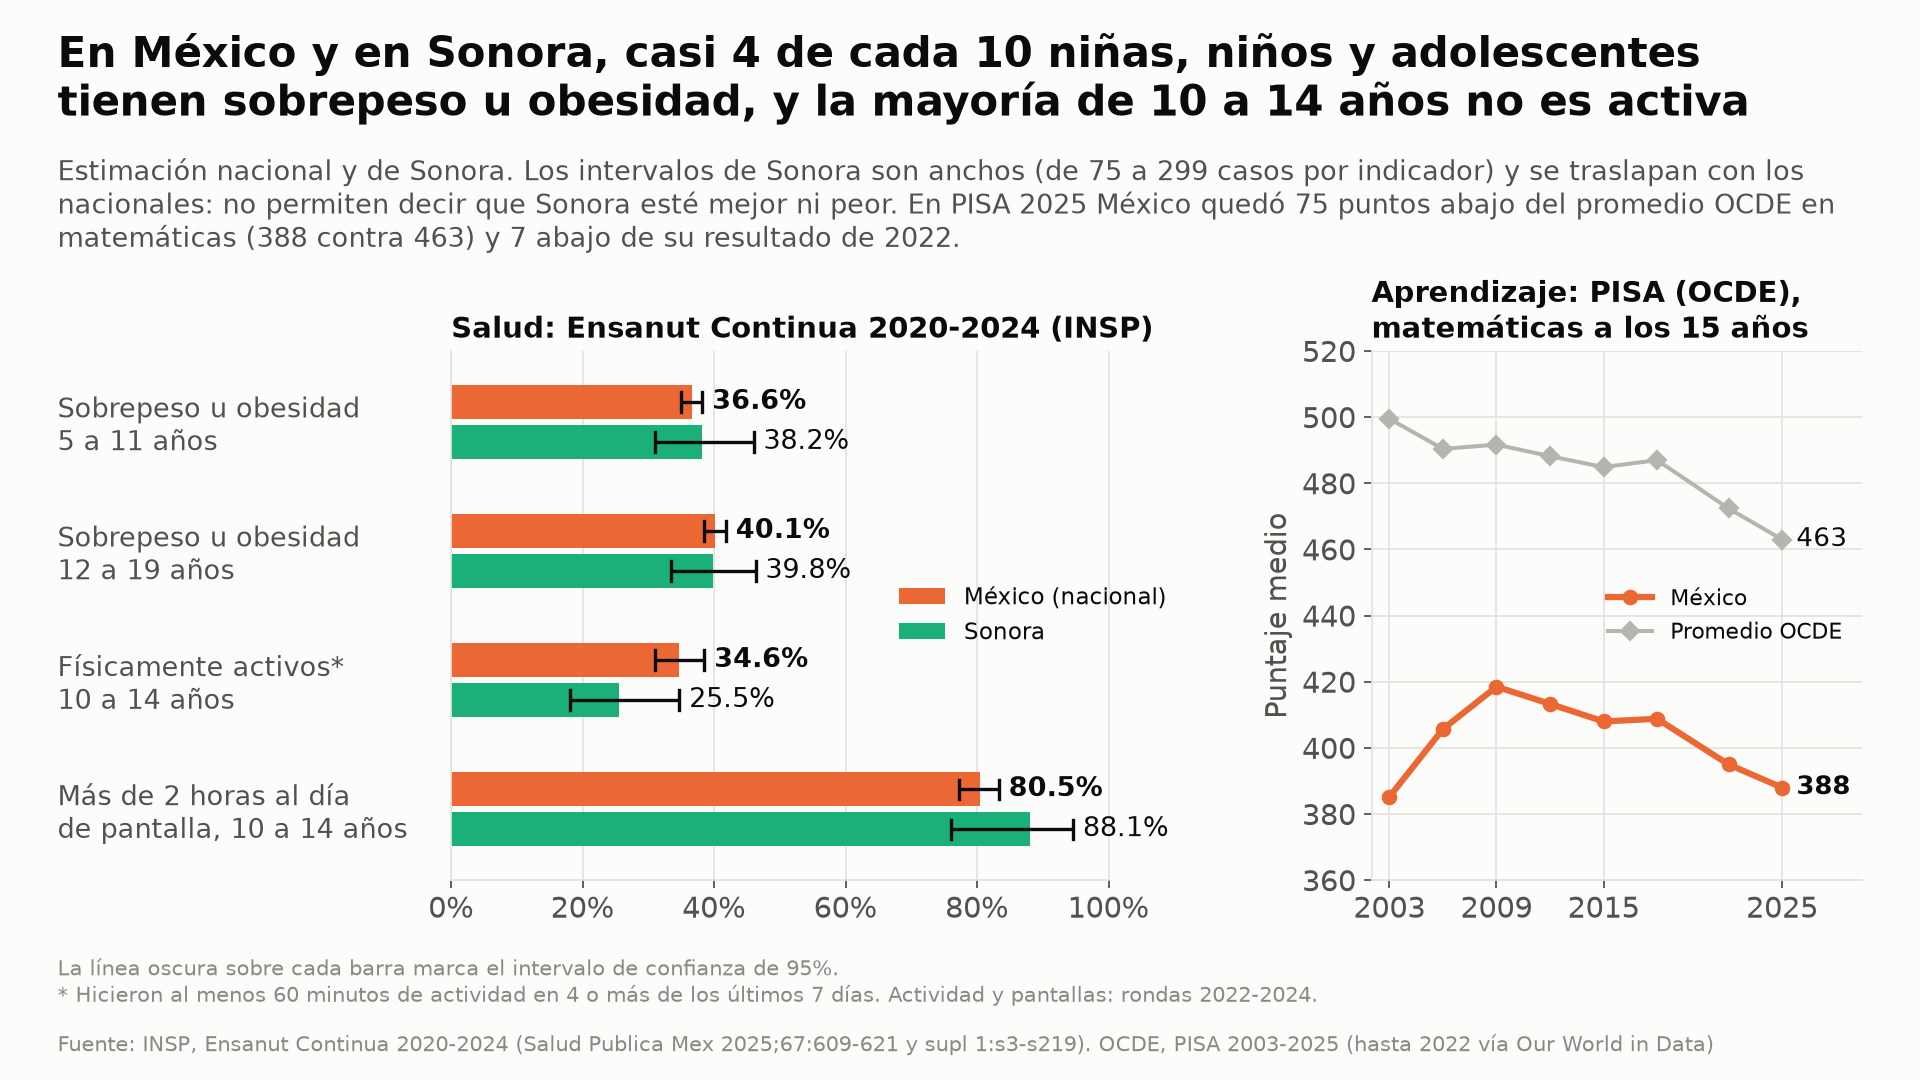 En México y en Sonora, casi 4 de cada 10 niñas, niños y adolescentes
tienen sobrepeso u obesidad, y la mayoría de 10 a 14 años no es activa
Estimación nacional y de Sonora. Los intervalos de Sonora son anchos (de 75 a 299 casos por indicador) y se traslapan con los
nacionales: no permiten decir que Sonora esté mejor ni peor. En PISA 2025 México quedó 75 puntos abajo del promedio OCDE en
matemáticas (388 contra 463) y 7 abajo de su resultado de 2022.
Salud: Ensanut Continua 2020-2024 (INSP)
Sobrepeso u obesidad
5 a 11 años
36.6%
38.2%
Sobrepeso u obesidad
12 a 19 años
40.1%
39.8%
Físicamente activos*
10 a 14 años
34.6%
25.5%
Más de 2 horas al día
de pantalla, 10 a 14 años
80.5%
88.1%
México (nacional)
Sonora
0%
20%
40%
60%
80%
100%
Aprendizaje: PISA (OCDE),
matemáticas a los 15 años
Puntaje medio
520
500
480
460
440
420
400
380
360
463
México
Promedio OCDE
388
2003
2009
2015
2025
La línea oscura sobre cada barra marca el intervalo de confianza de 95%.
* Hicieron al menos 60 minutos de actividad en 4 o más de los últimos 7 días. Actividad y pantallas: rondas 2022-2024.
Fuente: INSP, Ensanut Continua 2020-2024 (Salud Publica Mex 2025;67:609-621 y supl 1:s3-s219). OCDE, PISA 2003-2025 (hasta 2022 vía Our World in Data)